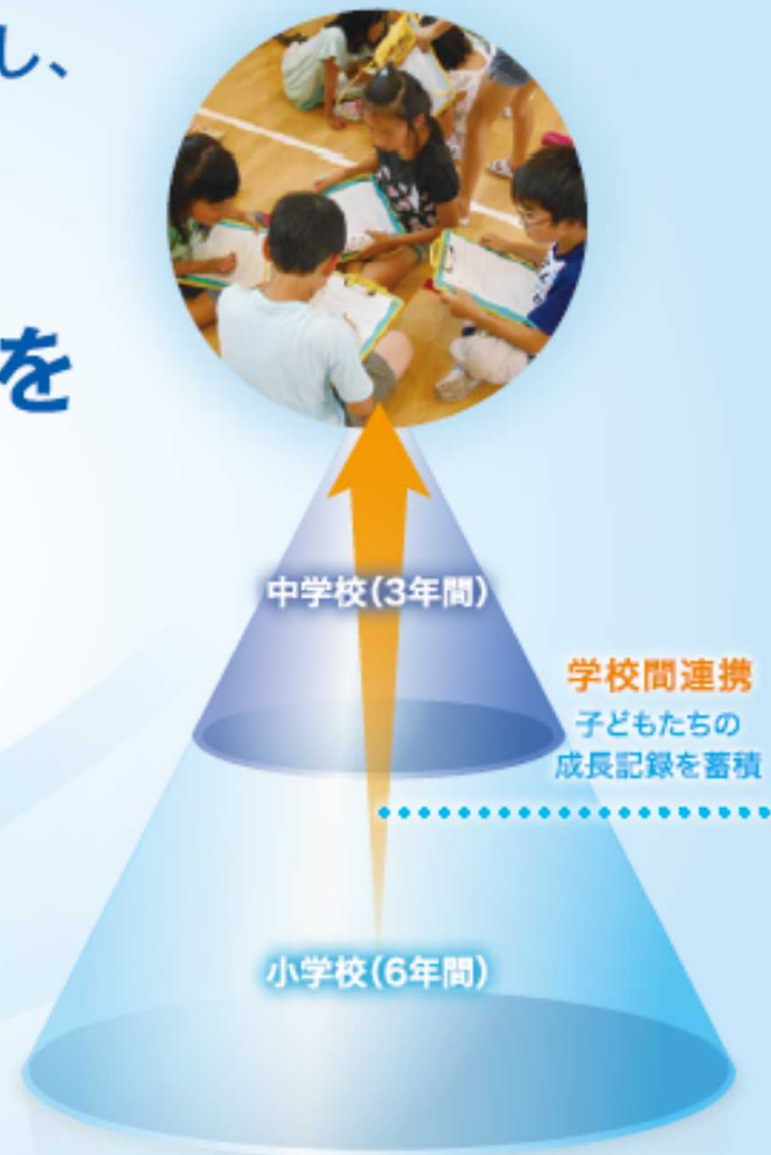 し、
を
中学校(3年間)
学校間連携
子どもたちの
成長記録を蓄積
小学校(6年間)